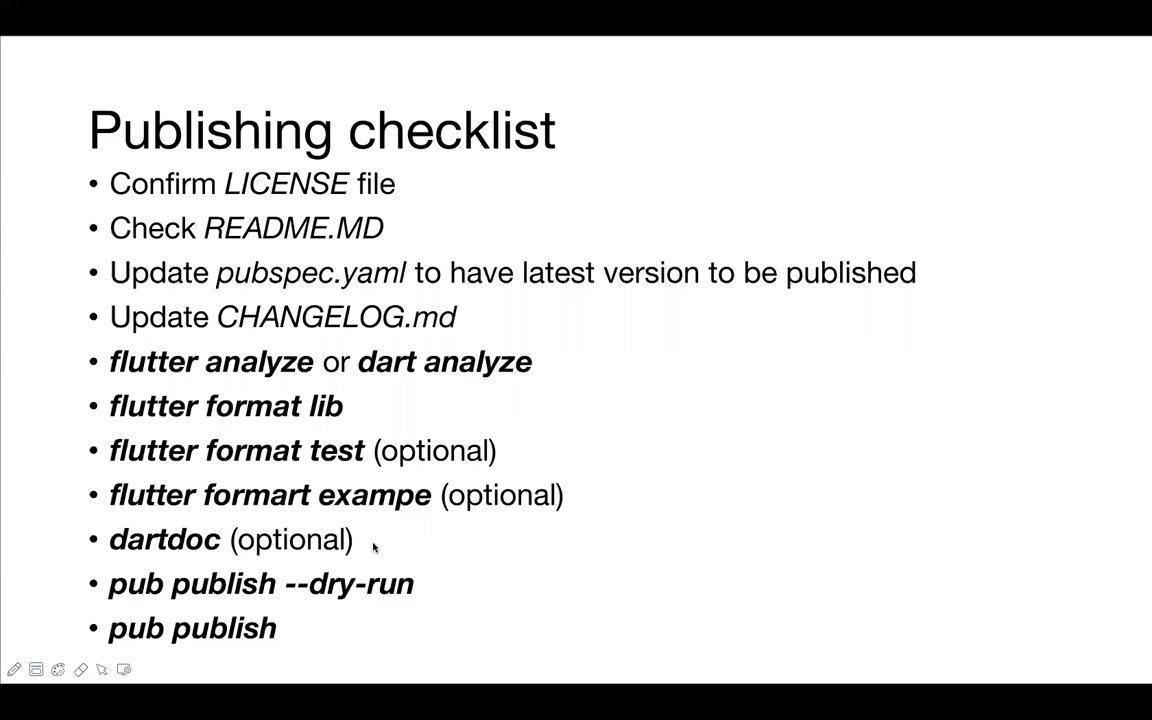 Publishing checklist
• Confirm LICENSE file
• Check README.MD
• Update pubspec.yaml to have latest version to be published
• Update CHANGELOG.md
• flutter analyze or dart analyze
• flutter format lib
• flutter format test (optional)
• flutter formart exampe (optional)
• dartdoc (optional)
• pub publish --dry-run
• pub publish